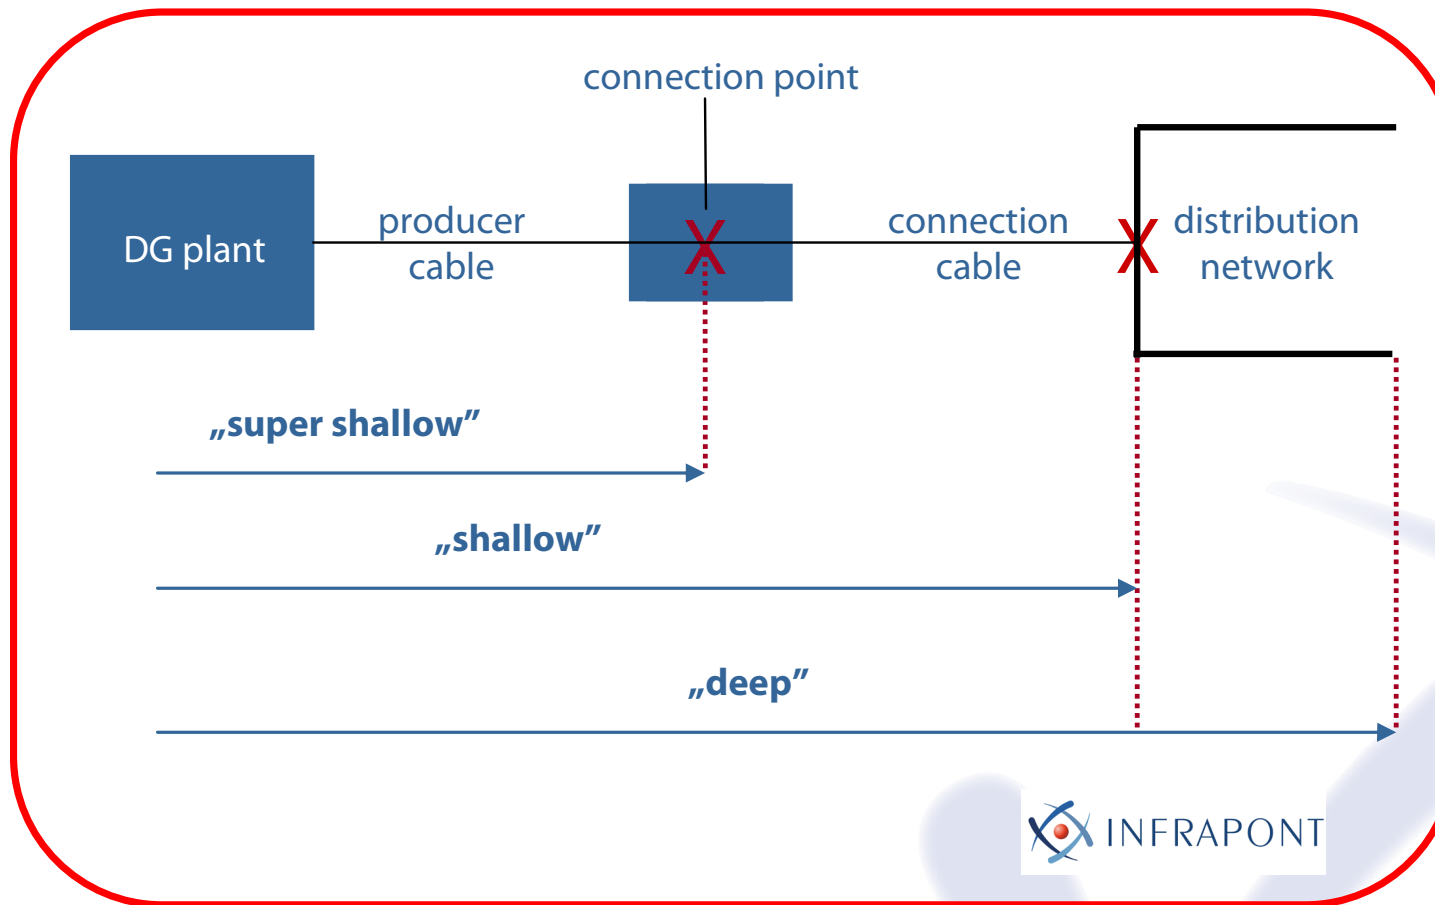 connection point
DG plant
producer
cable
X
connection
cable
X
distribution
network
„super shallow”
„shallow”
„deep”
INFRAPONT